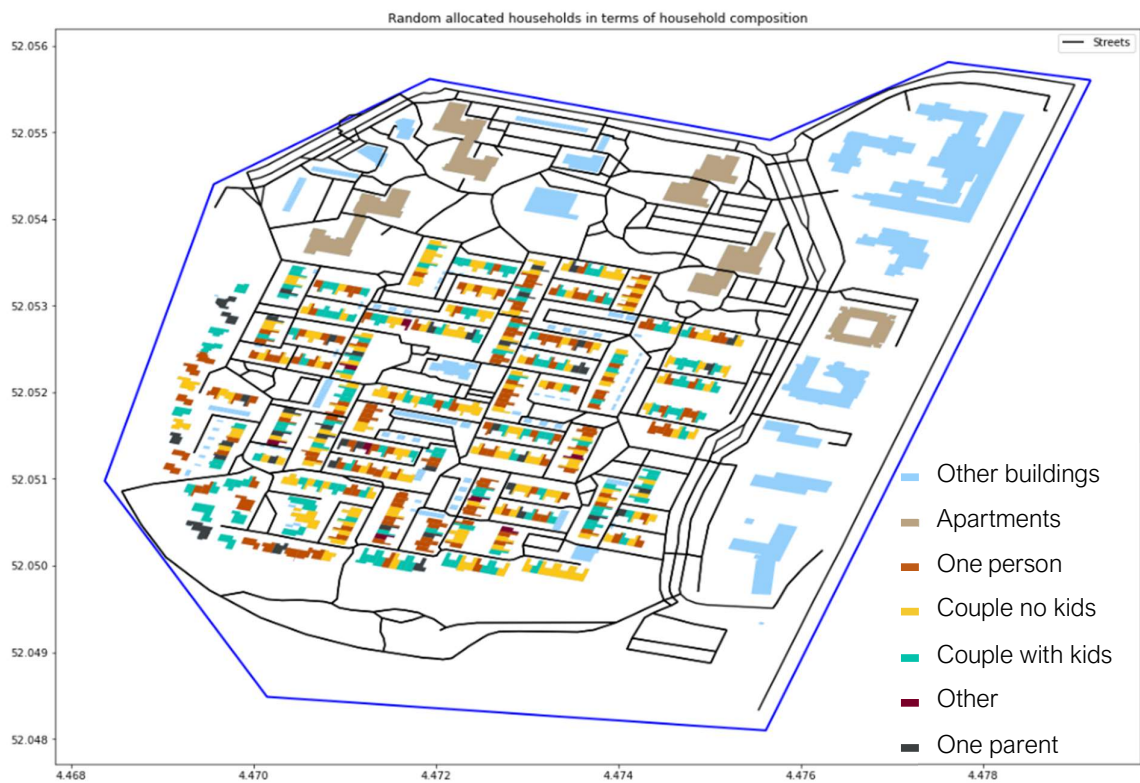 Random allocated households in terms of household composition
52.056
Streets
52.055
52.054
52.053
52.052
52.051
Other buildings
Apartments
52.050
One person
Couple no kids
52.049
Couple with kids
Other
52.048
One parent
4.468 4.470 4.472 4.474 4.476 4.478